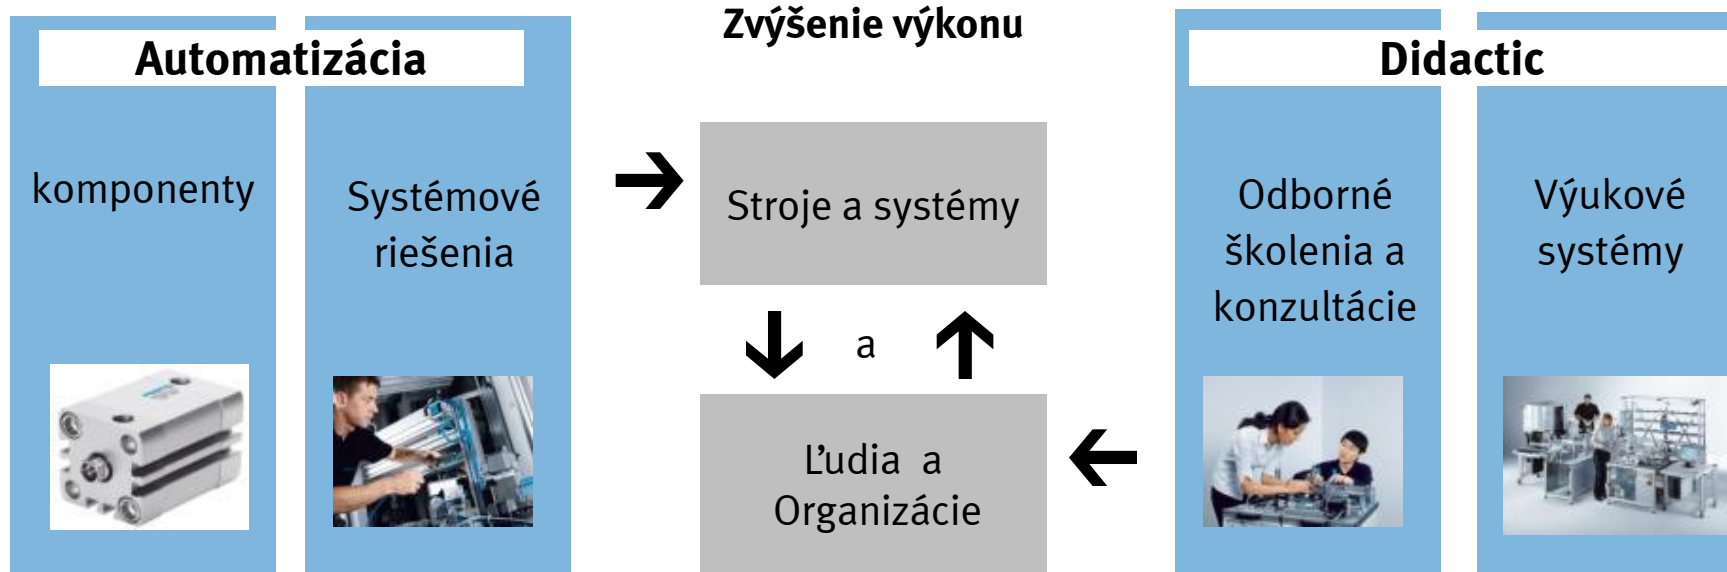 Zvýšenie výkonu
Automatizácia
komponenty
Systémové
riešenia
Stroje a systémy
a
Ľudia a
Organizácie
Didactic
Odborné
školenia a
konzultácie
Výukové
systémy